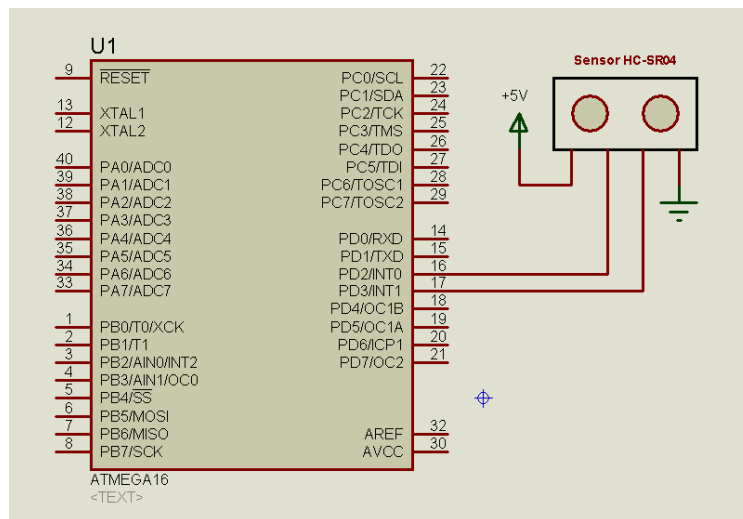 U1
Sensor HC-SR04
+5V
9 RESET
13 XTAL1
12 XTAL2
40 PA0/ADC0
39 PA1/ADC1
38 PA2/ADC2
37 PA3/ADC3
36 PA4/ADC4
35 PA5/ADC5
34 PA6/ADC6
33 PA7/ADC7
1 PB0/T0/XCK
2 PB1/T1
3 PB2/AIN0/INT2
4 PB3/AIN1/OC0
5 PB4/SS
6 PB5/MOSI
7 PB6/MISO
8 PB7/SCK
PC0/SCL 22
PC1/SDA 23
PC2/TCK 24
PC3/TMS 25
PC4/TDO 26
PC5/TDI 27
PC6/TOSC1 28
PC7/TOSC2 29
PD0/RXD 14
PD1/TXD 15
PD2/INT0 16
PD3/INT1 17
PD4/OC1B 18
PD5/OC1A 19
PD6/ICP1 20
PD7/OC2 21
AREF 32
AVCC 30
ATMEGA16
<TEXT>